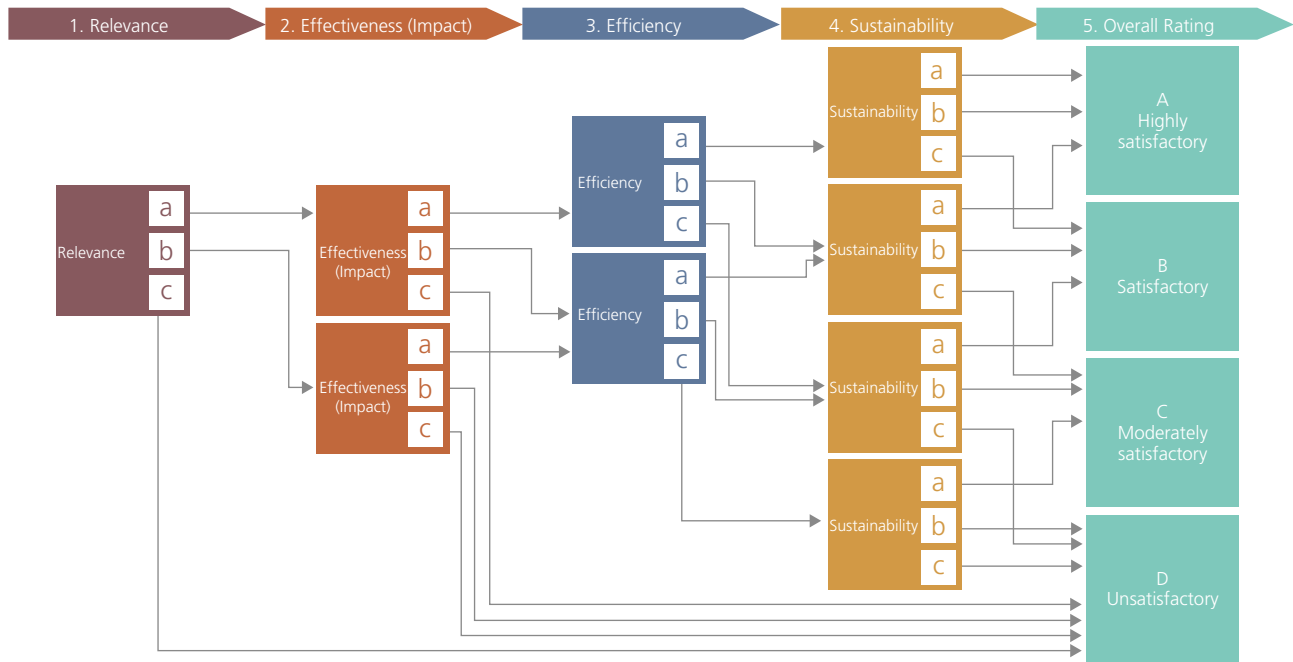 1. Relevance
2. Effectiveness (Impact)
3. Efficiency
4. Sustainability
5. Overall Rating
Relevance
a
b
c
Effectiveness
(Impact)
a
b
c
Effectiveness
(Impact)
a
b
c
Efficiency
a
b
c
Efficiency
a
b
c
Sustainability
a
b
c
Sustainability
a
b
c
Sustainability
a
b
c
Sustainability
a
b
c
A
Highly
satisfactory
B
Satisfactory
C
Moderately
satisfactory
D
Unsatisfactory